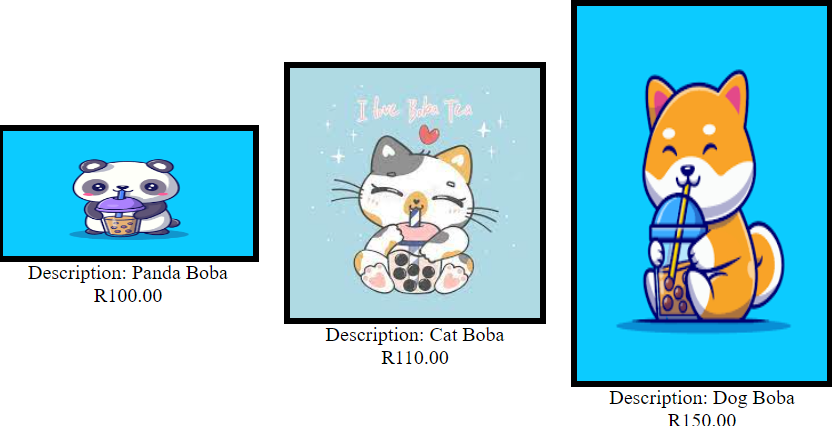 I love Boba Tea
Description: Panda Boba
R100.00
Description: Cat Boba
R110.00
Description: Dog Boba
R150.00